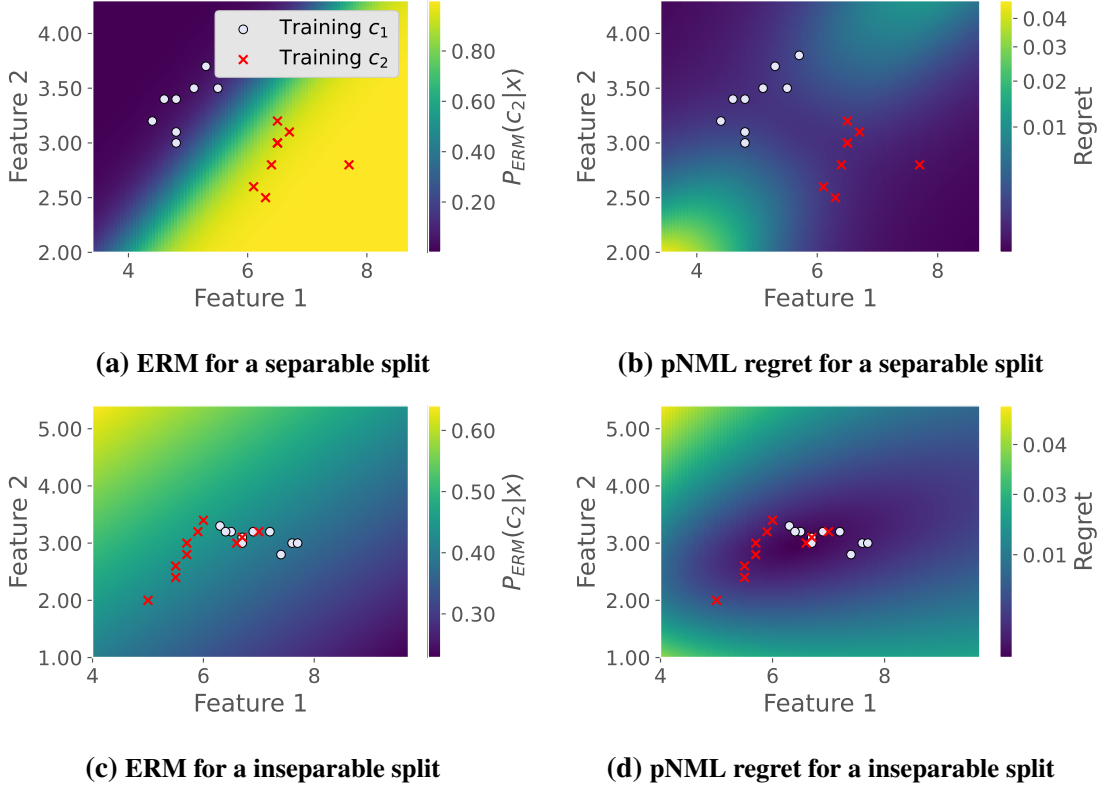 Training c₁
Training c₂
Feature 2
4.00
3.50
3.00
2.50
2.00
4
6
8
Feature 1
0.80
0.60
0.40
0.20
P_ERM(c₂|x)
(a) ERM for a separable split
Feature 2
4.00
3.50
3.00
2.50
2.00
4
6
8
Feature 1
0.04
0.03
0.02
0.01
Regret
(b) pNML regret for a separable split
Feature 2
5.00
4.00
3.00
2.00
1.00
4
6
8
Feature 1
0.60
0.50
0.40
0.30
P_ERM(c₂|x)
(c) ERM for a inseparable split
Feature 2
5.00
4.00
3.00
2.00
1.00
4
6
8
Feature 1
0.04
0.03
0.01
Regret
(d) pNML regret for a inseparable split